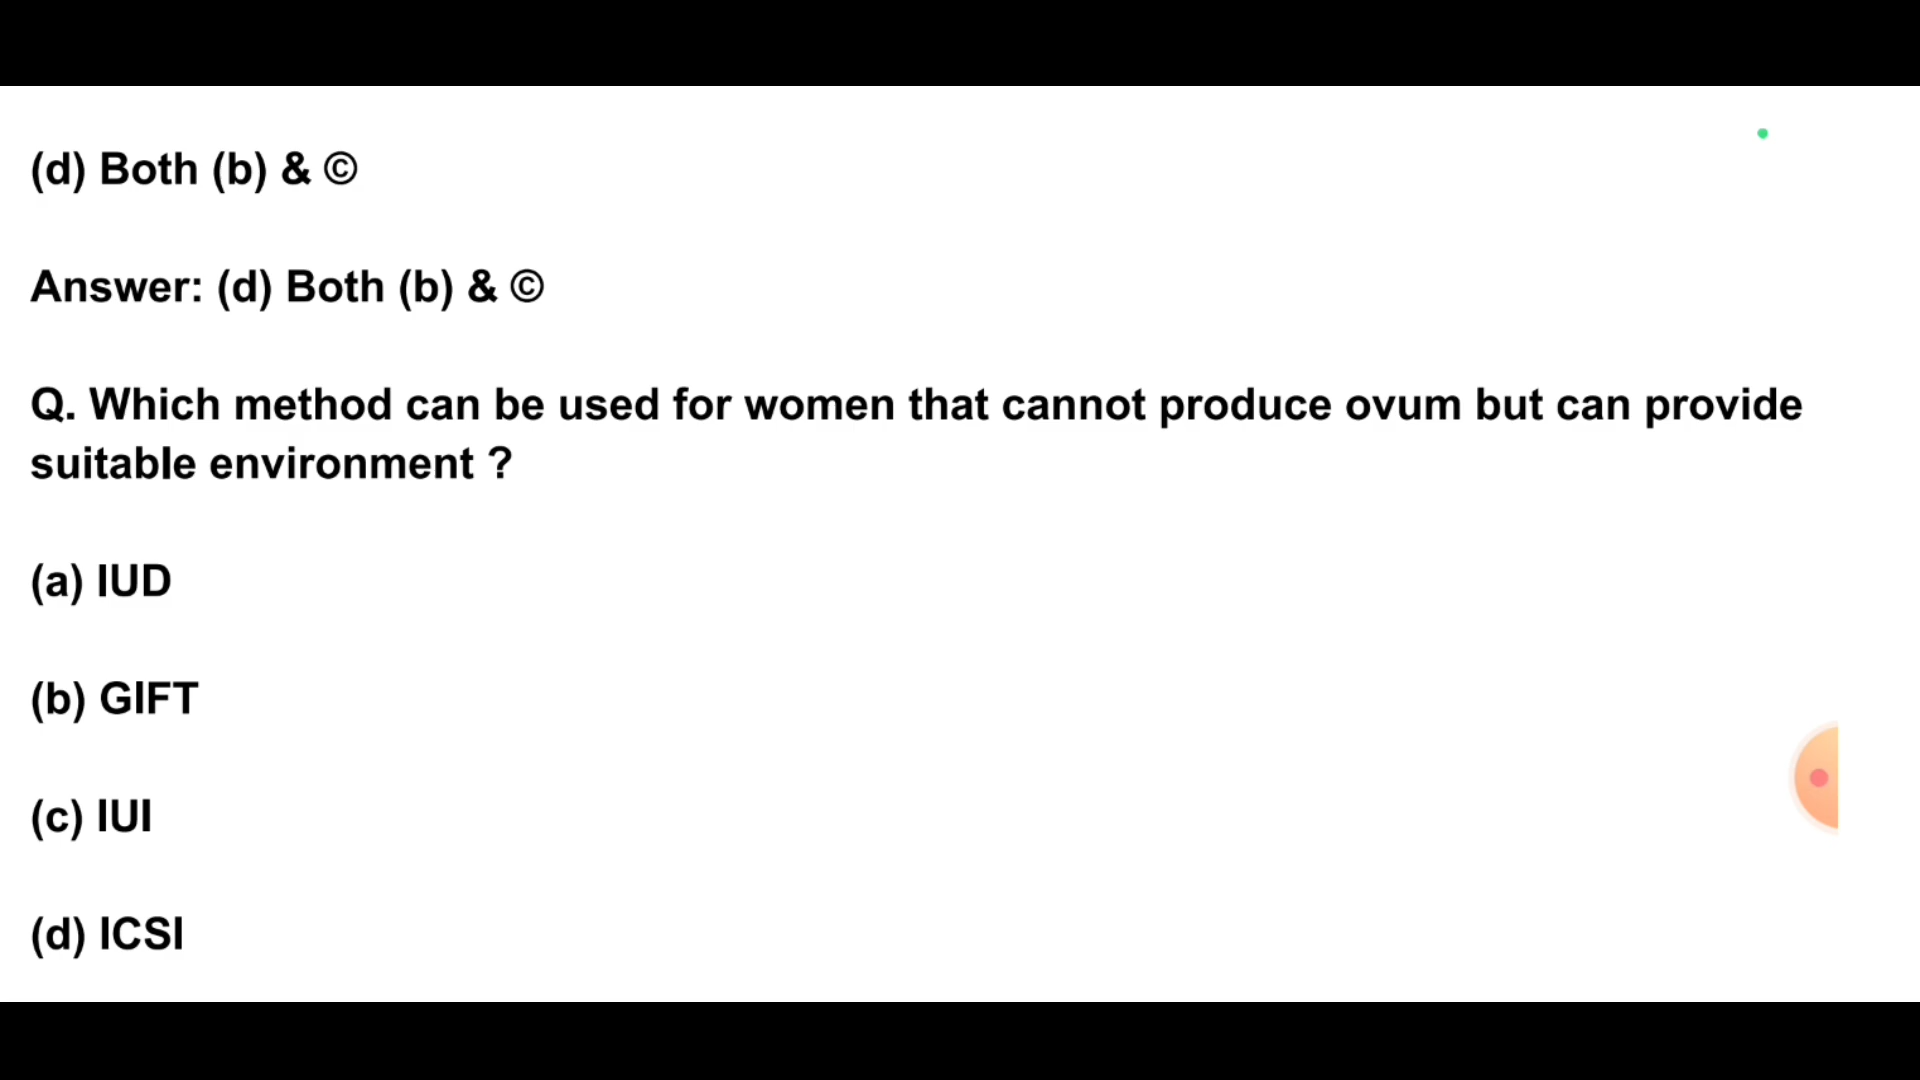 (d) Both (b) & ©
Answer: (d) Both (b) & ©
Q. Which method can be used for women that cannot produce ovum but can provide
suitable environment ?
(a) IUD
(b) GIFT
(c) IUI
(d) ICSI